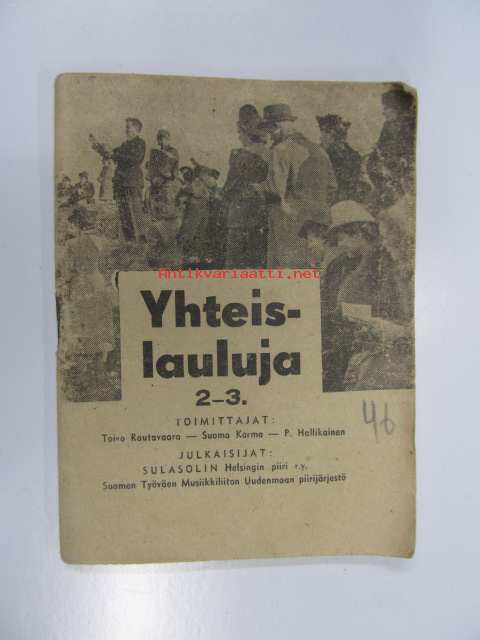 Antikvariaatti.net
Yhteis-
lauluja
2–3.
TOIMITTAJAT:
Toivo Rautavaara — Suomo Karma — P. Hallikainen
46
JULKAISIJAT:
SULASOLIN Helsingin piiri r.y.
Suomen Työväen Musiikkiliiton Uudenmaan piirijärjestö